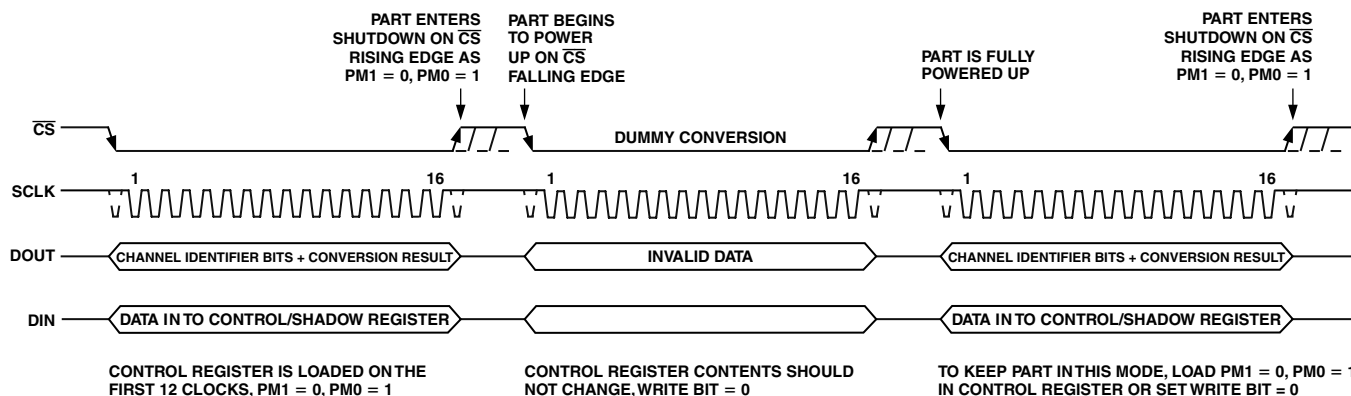 PART ENTERS
SHUTDOWN ON CS
RISING EDGE AS
PM1 = 0, PM0 = 1
PART BEGINS
TO POWER
UP ON CS
FALLING EDGE
PART IS FULLY
POWERED UP
PART ENTERS
SHUTDOWN ON CS
RISING EDGE AS
PM1 = 0, PM0 = 1
CS
DUMMY CONVERSION
SCLK
1
16
1
16
1
16
DOUT
CHANNEL IDENTIFIER BITS + CONVERSION RESULT
INVALID DATA
CHANNEL IDENTIFIER BITS + CONVERSION RESULT
DIN
DATA IN TO CONTROL/SHADOW REGISTER
DATA IN TO CONTROL/SHADOW REGISTER
CONTROL REGISTER IS LOADED ON THE
FIRST 12 CLOCKS, PM1 = 0, PM0 = 1
CONTROL REGISTER CONTENTS SHOULD
NOT CHANGE, WRITE BIT = 0
TO KEEP PART IN THIS MODE, LOAD PM1 = 0, PM0 = 1
IN CONTROL REGISTER OR SET WRITE BIT = 0